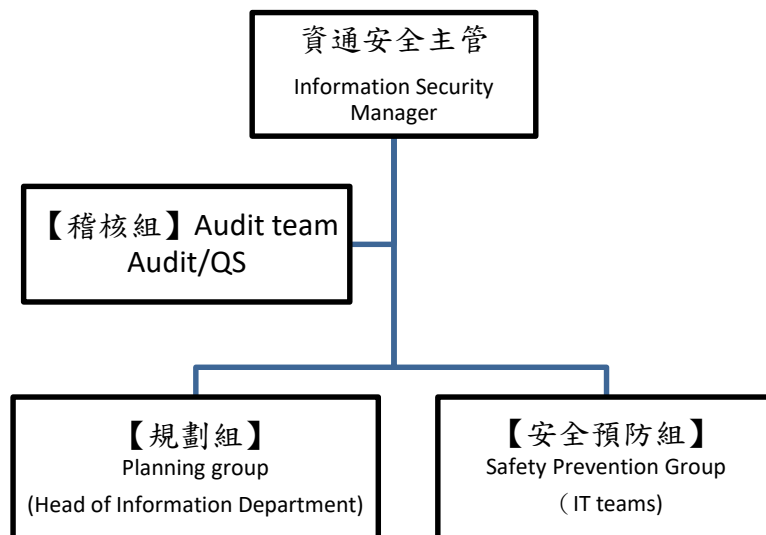 資通安全主管
Information Security
Manager
【稽核組】Audit team
Audit/QS
【規劃組】
Planning group
(Head of Information Department)
【安全預防組】
Safety Prevention Group
（ IT teams)